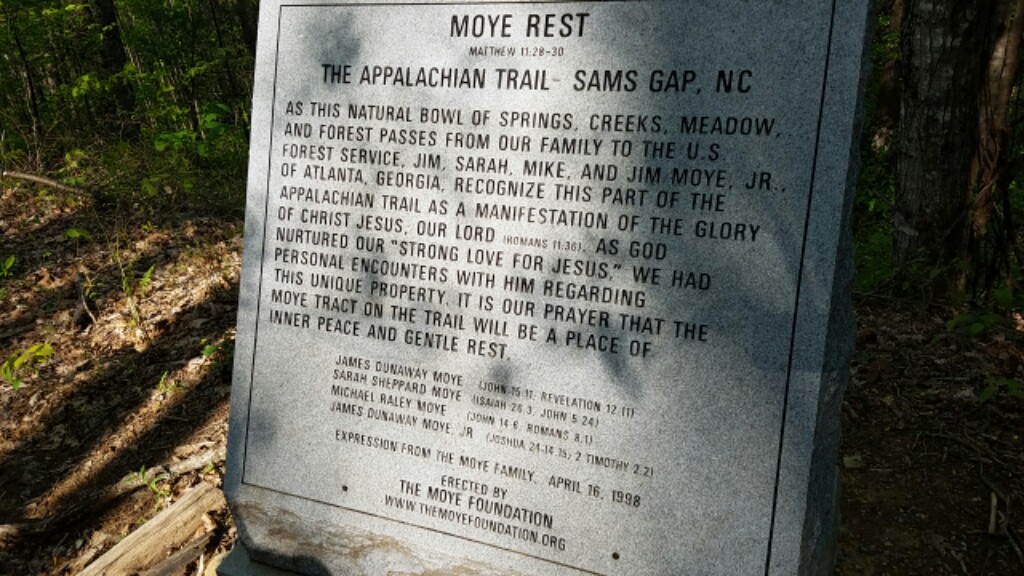 MOYE REST
MATTHEW 11:28-30
THE APPALACHIAN TRAIL - SAMS GAP, NC
AS THIS NATURAL BOWL OF SPRINGS, CREEKS, MEADOW,
AND FOREST PASSES FROM OUR FAMILY TO THE U.S.
FOREST SERVICE, JIM, SARAH, MIKE, AND JIM MOYE, JR.,
OF ATLANTA, GEORGIA, RECOGNIZE THIS PART OF THE
APPALACHIAN TRAIL AS A MANIFESTATION OF THE GLORY
OF CHRIST JESUS, OUR LORD (ROMANS 11:36). AS GOD
NURTURED OUR "STRONG LOVE FOR JESUS," WE HAD
PERSONAL ENCOUNTERS WITH HIM REGARDING
THIS UNIQUE PROPERTY. IT IS OUR PRAYER THAT THE
MOYE TRACT ON THE TRAIL WILL BE A PLACE OF
INNER PEACE AND GENTLE REST.
JAMES DUNAWAY MOYE (JOHN 15:11, REVELATION 12:11)
SARAH SHEPPARD MOYE (ISAIAH 26:3, JOHN 5:24)
MICHAEL RALEY MOYE (JOHN 14:6, ROMANS 8:1)
JAMES DUNAWAY MOYE, JR (JOSHUA 24:14,15; 2 TIMOTHY 2:2)
EXPRESSION FROM THE MOYE FAMILY, APRIL 16, 1998
ERECTED BY
THE MOYE FOUNDATION
WWW.THEMOYEFOUNDATION.ORG